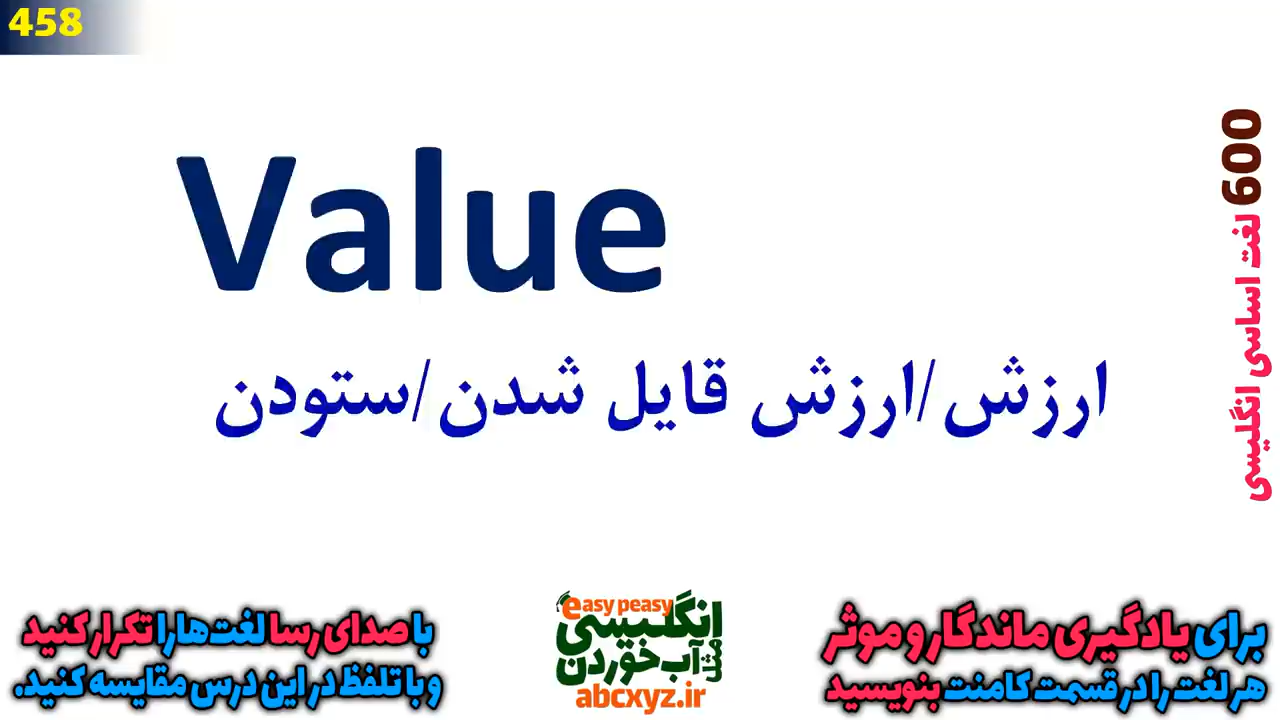 458
Value
ارزش/ارزش قایل شدن/ستودن
600 لغت اساسی انگلیسی
برای یادگیری ماندگار و موثر
هر لغت را در قسمت کامنت بنویسید
easy peasy
انگلیسی
مثل آب خوردن
abcxyz.ir
با صدای رسا لغت‌ها را تکرار کنید
و با تلفظ در این درس مقایسه کنید.